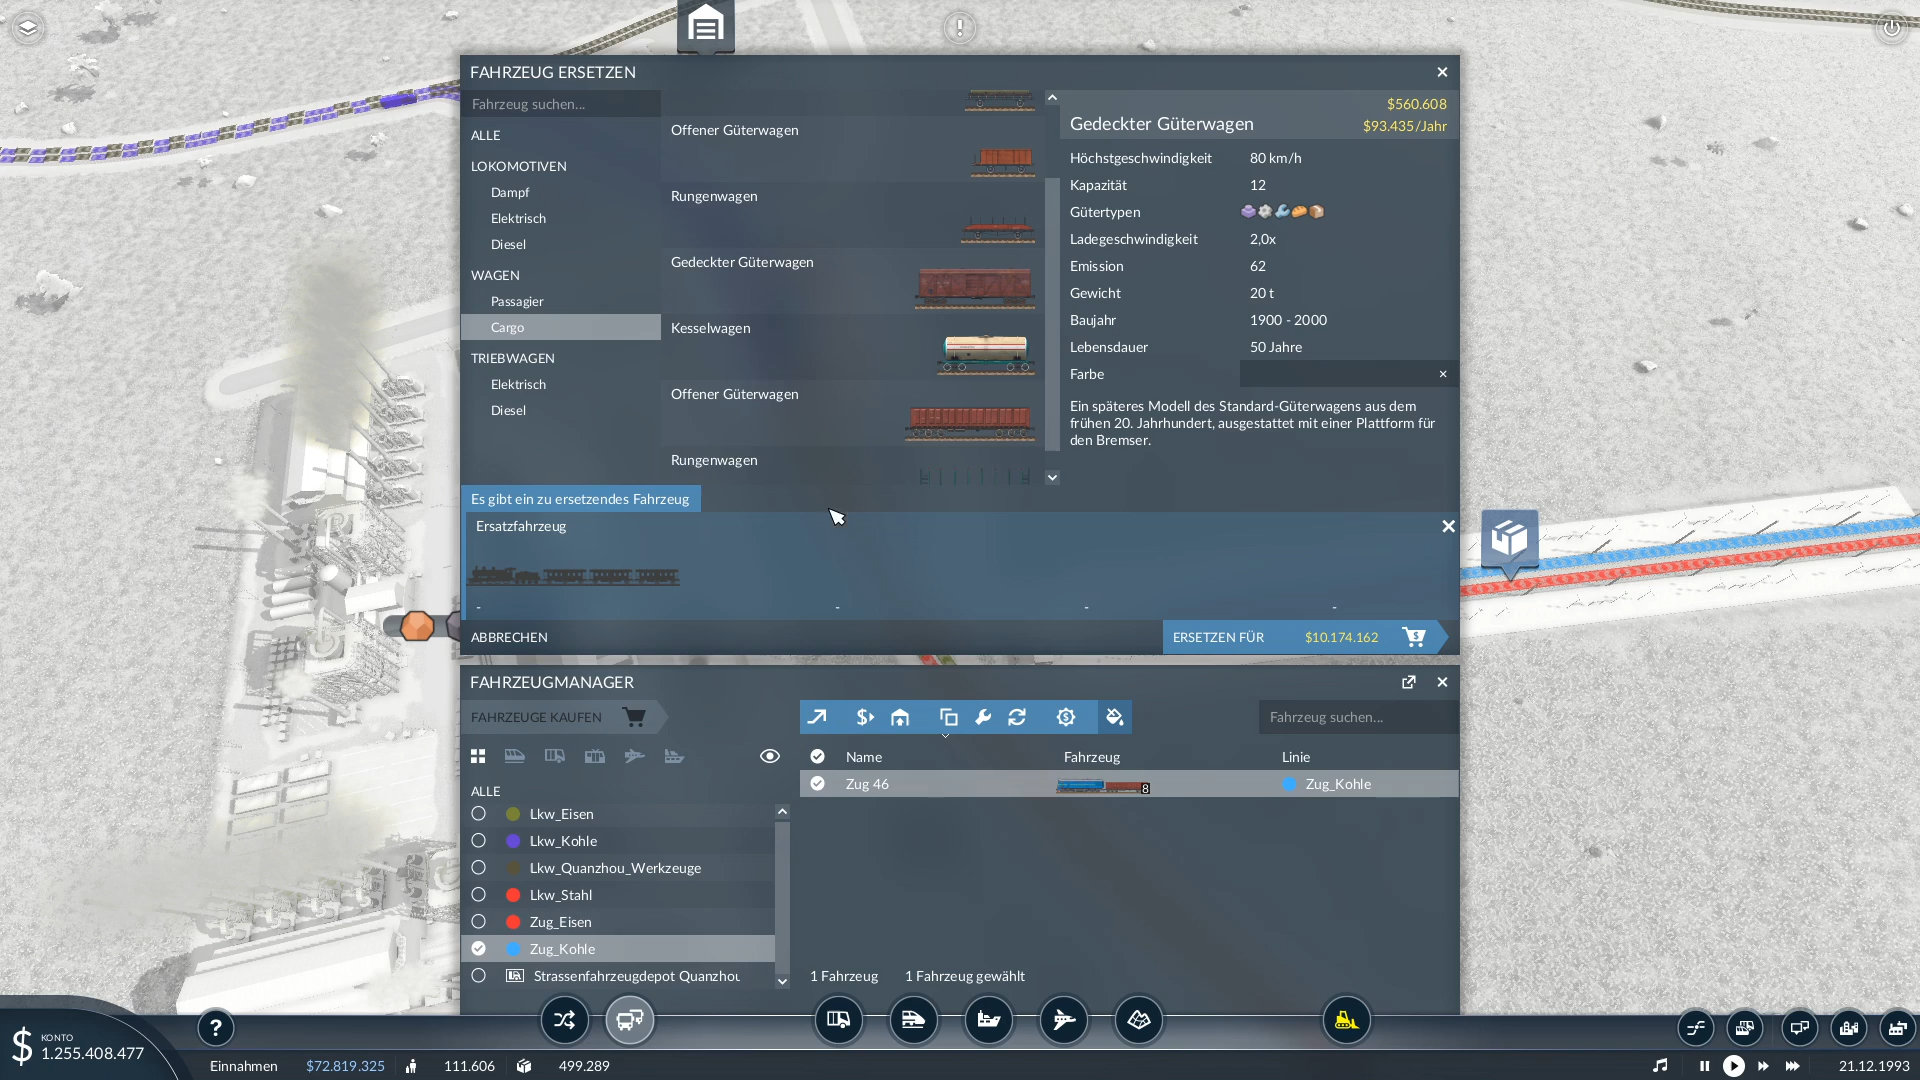 FAHRZEUG ERSETZEN
Fahrzeug suchen...
ALLE
LOKOMOTIVEN
Dampf
Elektrisch
Diesel
WAGEN
Passagier
Cargo
TRIEBWAGEN
Elektrisch
Diesel
Offener Güterwagen
Rungenwagen
Gedeckter Güterwagen
Kesselwagen
Offener Güterwagen
Rungenwagen
$560.608
Gedeckter Güterwagen $93.435/Jahr
Höchstgeschwindigkeit 80 km/h
Kapazität 12
Gütertypen
Ladegeschwindigkeit 2,0x
Emission 62
Gewicht 20 t
Baujahr 1900 - 2000
Lebensdauer 50 Jahre
Farbe
Ein späteres Modell des Standard-Güterwagens aus dem
frühen 20. Jahrhundert, ausgestattet mit einer Plattform für
den Bremser.
Es gibt ein zu ersetzendes Fahrzeug
Ersatzfahrzeug
- - - -
ABBRECHEN
ERSETZEN FÜR $10.174.162
FAHRZEUGMANAGER
FAHRZEUGE KAUFEN
Fahrzeug suchen...
ALLE
Lkw_Eisen
Lkw_Kohle
Lkw_Quanzhou_Werkzeuge
Lkw_Stahl
Zug_Eisen
Zug_Kohle
Strassenfahrzeugdepot Quanzhou
Name Fahrzeug Linie
Zug 46 8 Zug_Kohle
1 Fahrzeug 1 Fahrzeug gewählt
KONTO
$ 1.255.408.477
?
Einnahmen $72.819.325 111.606 499.289
21.12.1993